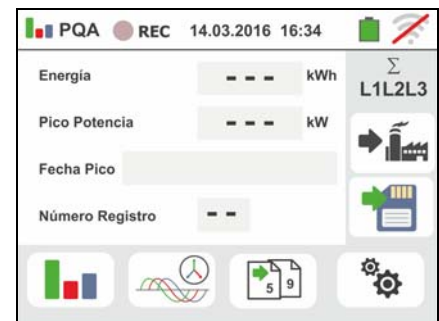 PQA REC 14.03.2016 16:34
Energía --- kWh
Σ
L1L2L3
Pico Potencia --- kW
Fecha Pico
Número Registro --
5 9